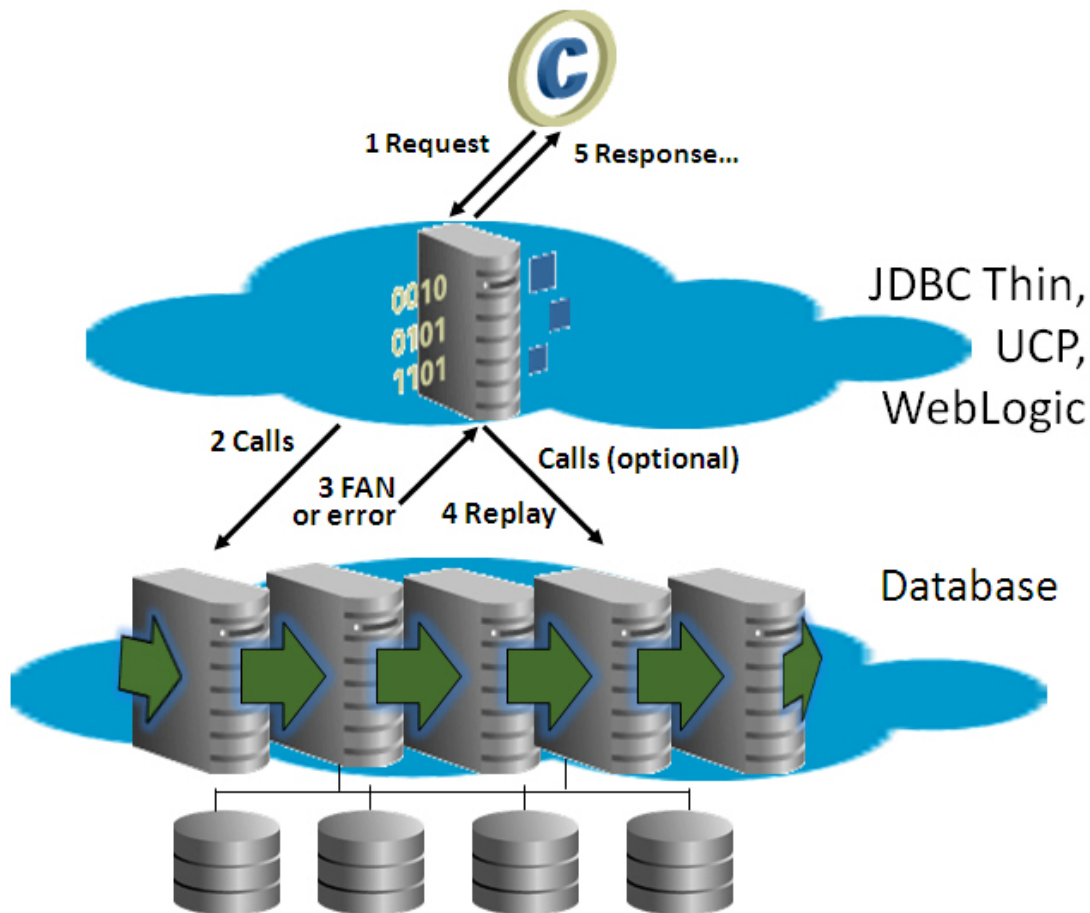 C
1 Request
5 Response...
0010
0101
1101
JDBC Thin,
UCP,
WebLogic
2 Calls
3 FAN
or error
Calls (optional)
4 Replay
Database